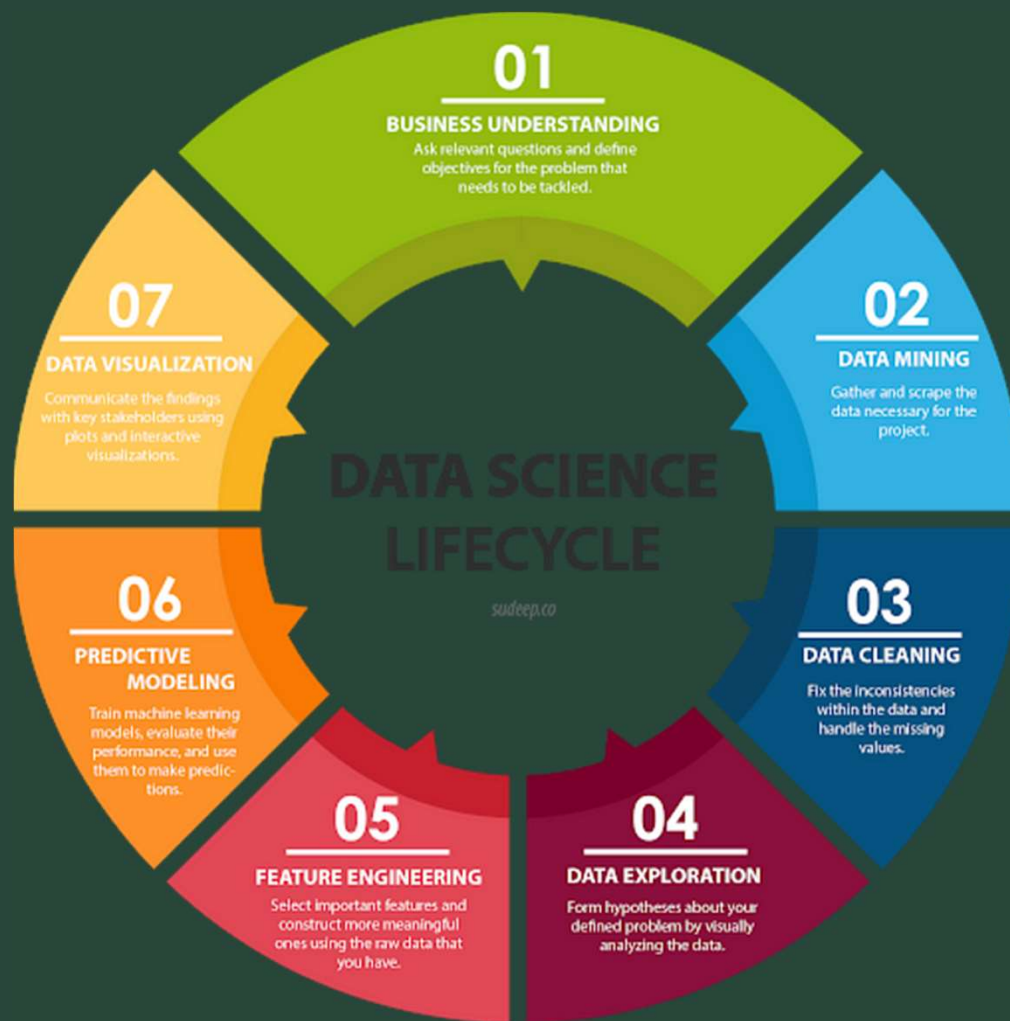 01
BUSINESS UNDERSTANDING
Ask relevant questions and define
objectives for the problem that
needs to be tackled.
02
DATA MINING
Gather and scrape the
data necessary for the
project.
03
DATA CLEANING
Fix the inconsistencies
within the data and
handle the missing
values.
04
DATA EXPLORATION
Form hypotheses about your
defined problem by visually
analyzing the data.
05
FEATURE ENGINEERING
Select important features and
construct more meaningful
ones using the raw data that
you have.
06
PREDICTIVE
MODELING
Train machine learning
models, evaluate their
performance, and use
them to make predic-
tions.
07
DATA VISUALIZATION
Communicate the findings
with key stakeholders using
plots and interactive
visualizations.
DATA SCIENCE
LIFECYCLE
sudeep.co